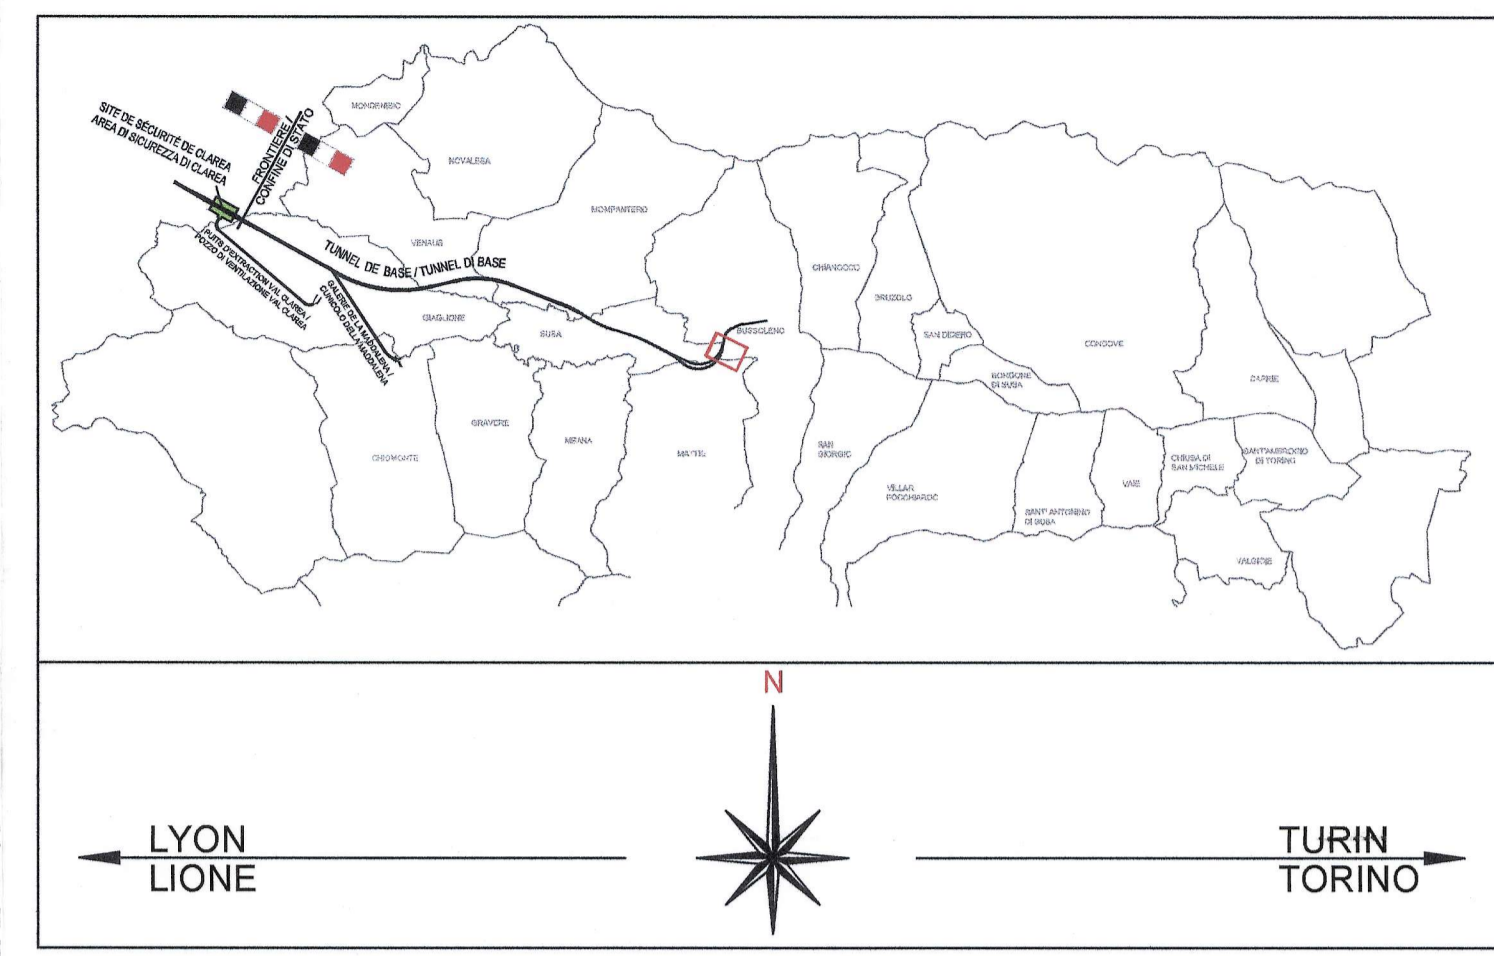 MONCENISIO
SITE DE SÉCURITÉ DE CLAREA
AREA DI SICUREZZA DI CLAREA
FRONTIERE /
CONFINE DI STATO
NOVALESA
MOMPANTERO
VENAUS
TUNNEL DE BASE / TUNNEL DI BASE
PUITS D'EXTRACTION VAL CLAREA /
POZZO DI VENTILAZIONE VAL CLAREA
GALERIE DE LA MADDALENA /
CUNICOLO DELLA MADDALENA
CHIANOCCO
BRUZOLO
GIAGLIONE
SUSA
BUSSOLENO
SAN DIDERO
CONDOVE
BORGONE
DI SUSA
CAPRIE
GRAVERE
MEANA
CHIOMONTE
MATTIE
SAN
GIORGIO
VILLAR
FOCCHIARDO
SANT' ANTONINO
DI SUSA
VAIE
CHIUSA DI
SAN MICHELE
SANT'AMBROGIO
DI TORINO
VALGIOIE
N
LYON
LIONE
TURIN
TORINO